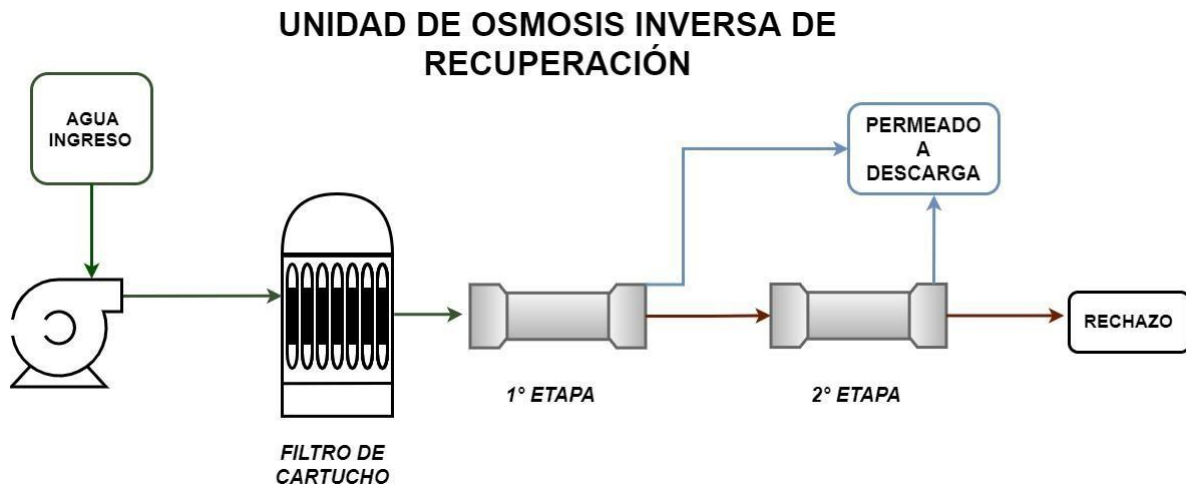 UNIDAD DE OSMOSIS INVERSA DE
RECUPERACIÓN
AGUA
INGRESO
PERMEADO
A
DESCARGA
RECHAZO
1° ETAPA
2° ETAPA
FILTRO DE
CARTUCHO